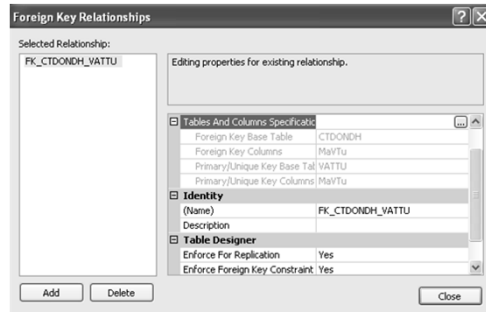 Foreign Key Relationships
Selected Relationship:
FK_CTDONDH_VATTU
Editing properties for existing relationship.
Tables And Columns Specificatic
Foreign Key Base Table CTDONDH
Foreign Key Columns MaVTu
Primary/Unique Key Base Tal VATTU
Primary/Unique Key Columns MaVTu
Identity
(Name) FK_CTDONDH_VATTU
Description
Table Designer
Enforce For Replication Yes
Enforce Foreign Key Constraint Yes
Add Delete
Close